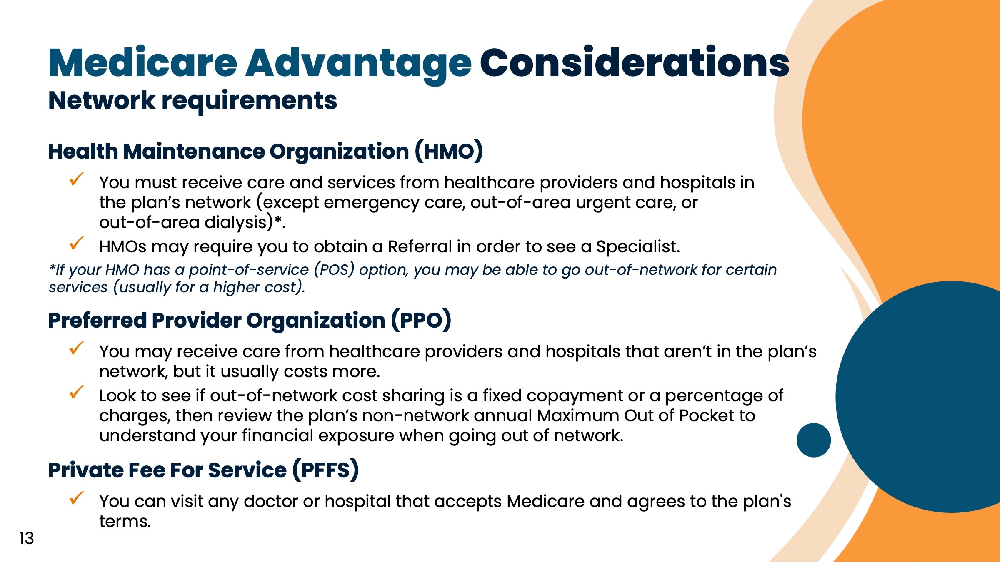 Medicare Advantage Considerations
Network requirements
Health Maintenance Organization (HMO)
✓ You must receive care and services from healthcare providers and hospitals in
the plan’s network (except emergency care, out-of-area urgent care, or
out-of-area dialysis)*.
✓ HMOs may require you to obtain a Referral in order to see a Specialist.
*If your HMO has a point-of-service (POS) option, you may be able to go out-of-network for certain
services (usually for a higher cost).
Preferred Provider Organization (PPO)
✓ You may receive care from healthcare providers and hospitals that aren’t in the plan’s
network, but it usually costs more.
✓ Look to see if out-of-network cost sharing is a fixed copayment or a percentage of
charges, then review the plan’s non-network annual Maximum Out of Pocket to
understand your financial exposure when going out of network.
Private Fee For Service (PFFS)
✓ You can visit any doctor or hospital that accepts Medicare and agrees to the plan's
terms.
13